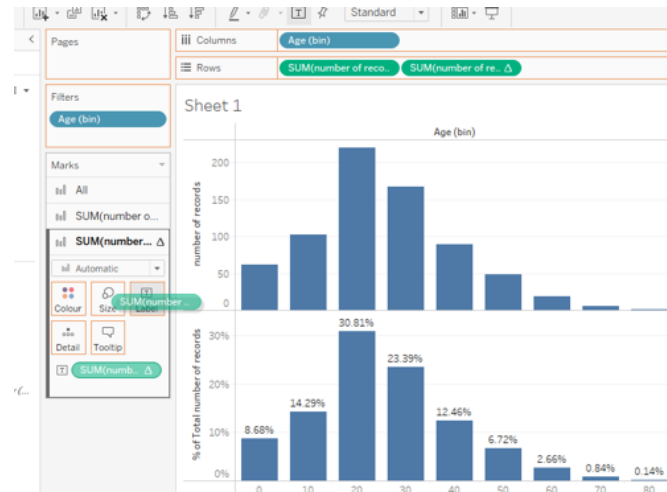 Standard
Pages
iii Columns
Age (bin)
Rows
SUM(number of reco..
SUM(number of re.. Δ
Filters
Age (bin)
Sheet 1
Age (bin)
Marks
All
SUM(number o...
SUM(number... Δ
Automatic
Colour
Size
Label
SUM(number ..
Detail
Tooltip
SUM(numb.. Δ
number of records
200
150
100
50
0
% of Total number of records
30%
20%
10%
0%
8.68%
14.29%
30.81%
23.39%
12.46%
6.72%
2.66%
0.84%
0.14%
0 10 20 30 40 50 60 70 80